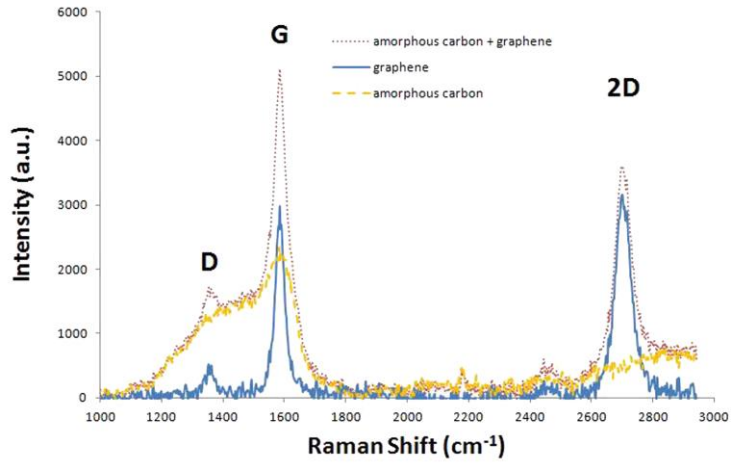 6000
5000
4000
3000
2000
1000
0
Intensity (a.u.)
G
D
2D
amorphous carbon + graphene
graphene
amorphous carbon
1000 1200 1400 1600 1800 2000 2200 2400 2600 2800 3000
Raman Shift (cm⁻¹)